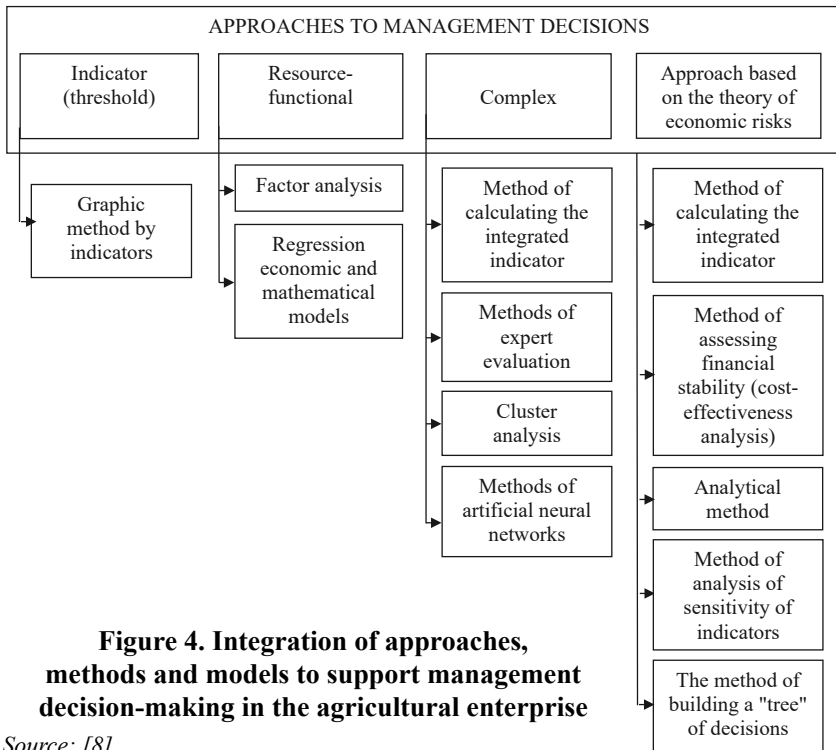 APPROACHES TO MANAGEMENT DECISIONS
Indicator
(threshold)
Resource-
functional
Complex
Approach based
on the theory of
economic risks
Graphic
method by
indicators
Factor analysis
Regression
economic and
mathematical
models
Method of
calculating the
integrated
indicator
Methods of
expert
evaluation
Cluster
analysis
Methods of
artificial neural
networks
Method of
calculating the
integrated
indicator
Method of
assessing
financial
stability (cost-
effectiveness
analysis)
Analytical
method
Method of
analysis of
sensitivity of
indicators
The method of
building a "tree"
of decisions
Figure 4. Integration of approaches,
methods and models to support management
decision-making in the agricultural enterprise
Source: [8]